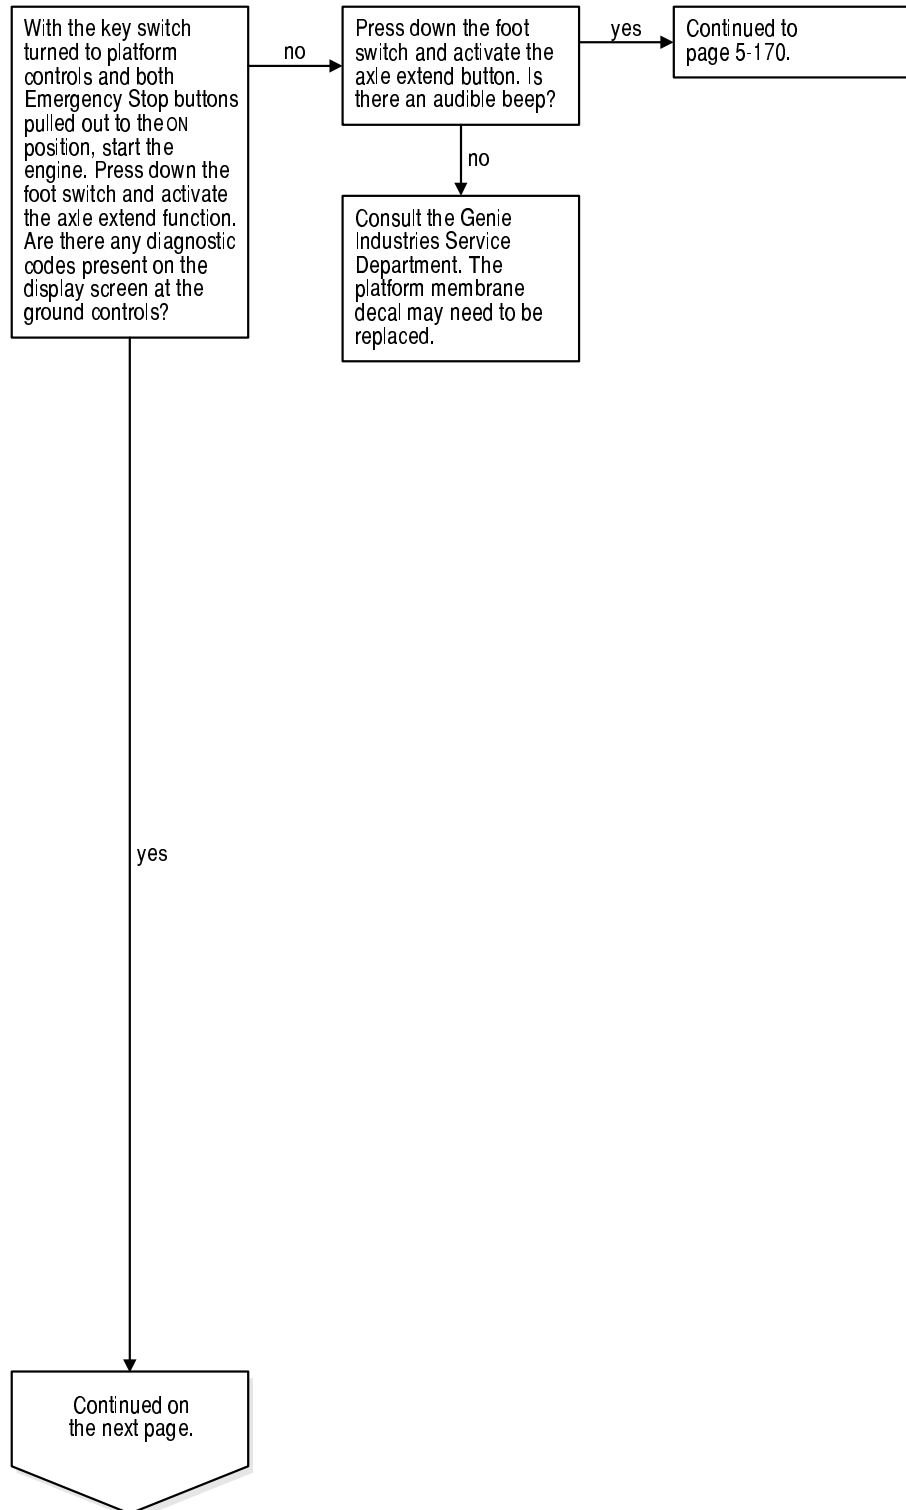 With the key switch
turned to platform
controls and both
Emergency Stop buttons
pulled out to the ON
position, start the
engine. Press down the
foot switch and activate
the axle extend function.
Are there any diagnostic
codes present on the
display screen at the
ground controls?
no
Press down the foot
switch and activate the
axle extend button. Is
there an audible beep?
yes
Continued to
page 5-170.
no
Consult the Genie
Industries Service
Department. The
platform membrane
decal may need to be
replaced.
yes
Continued on
the next page.